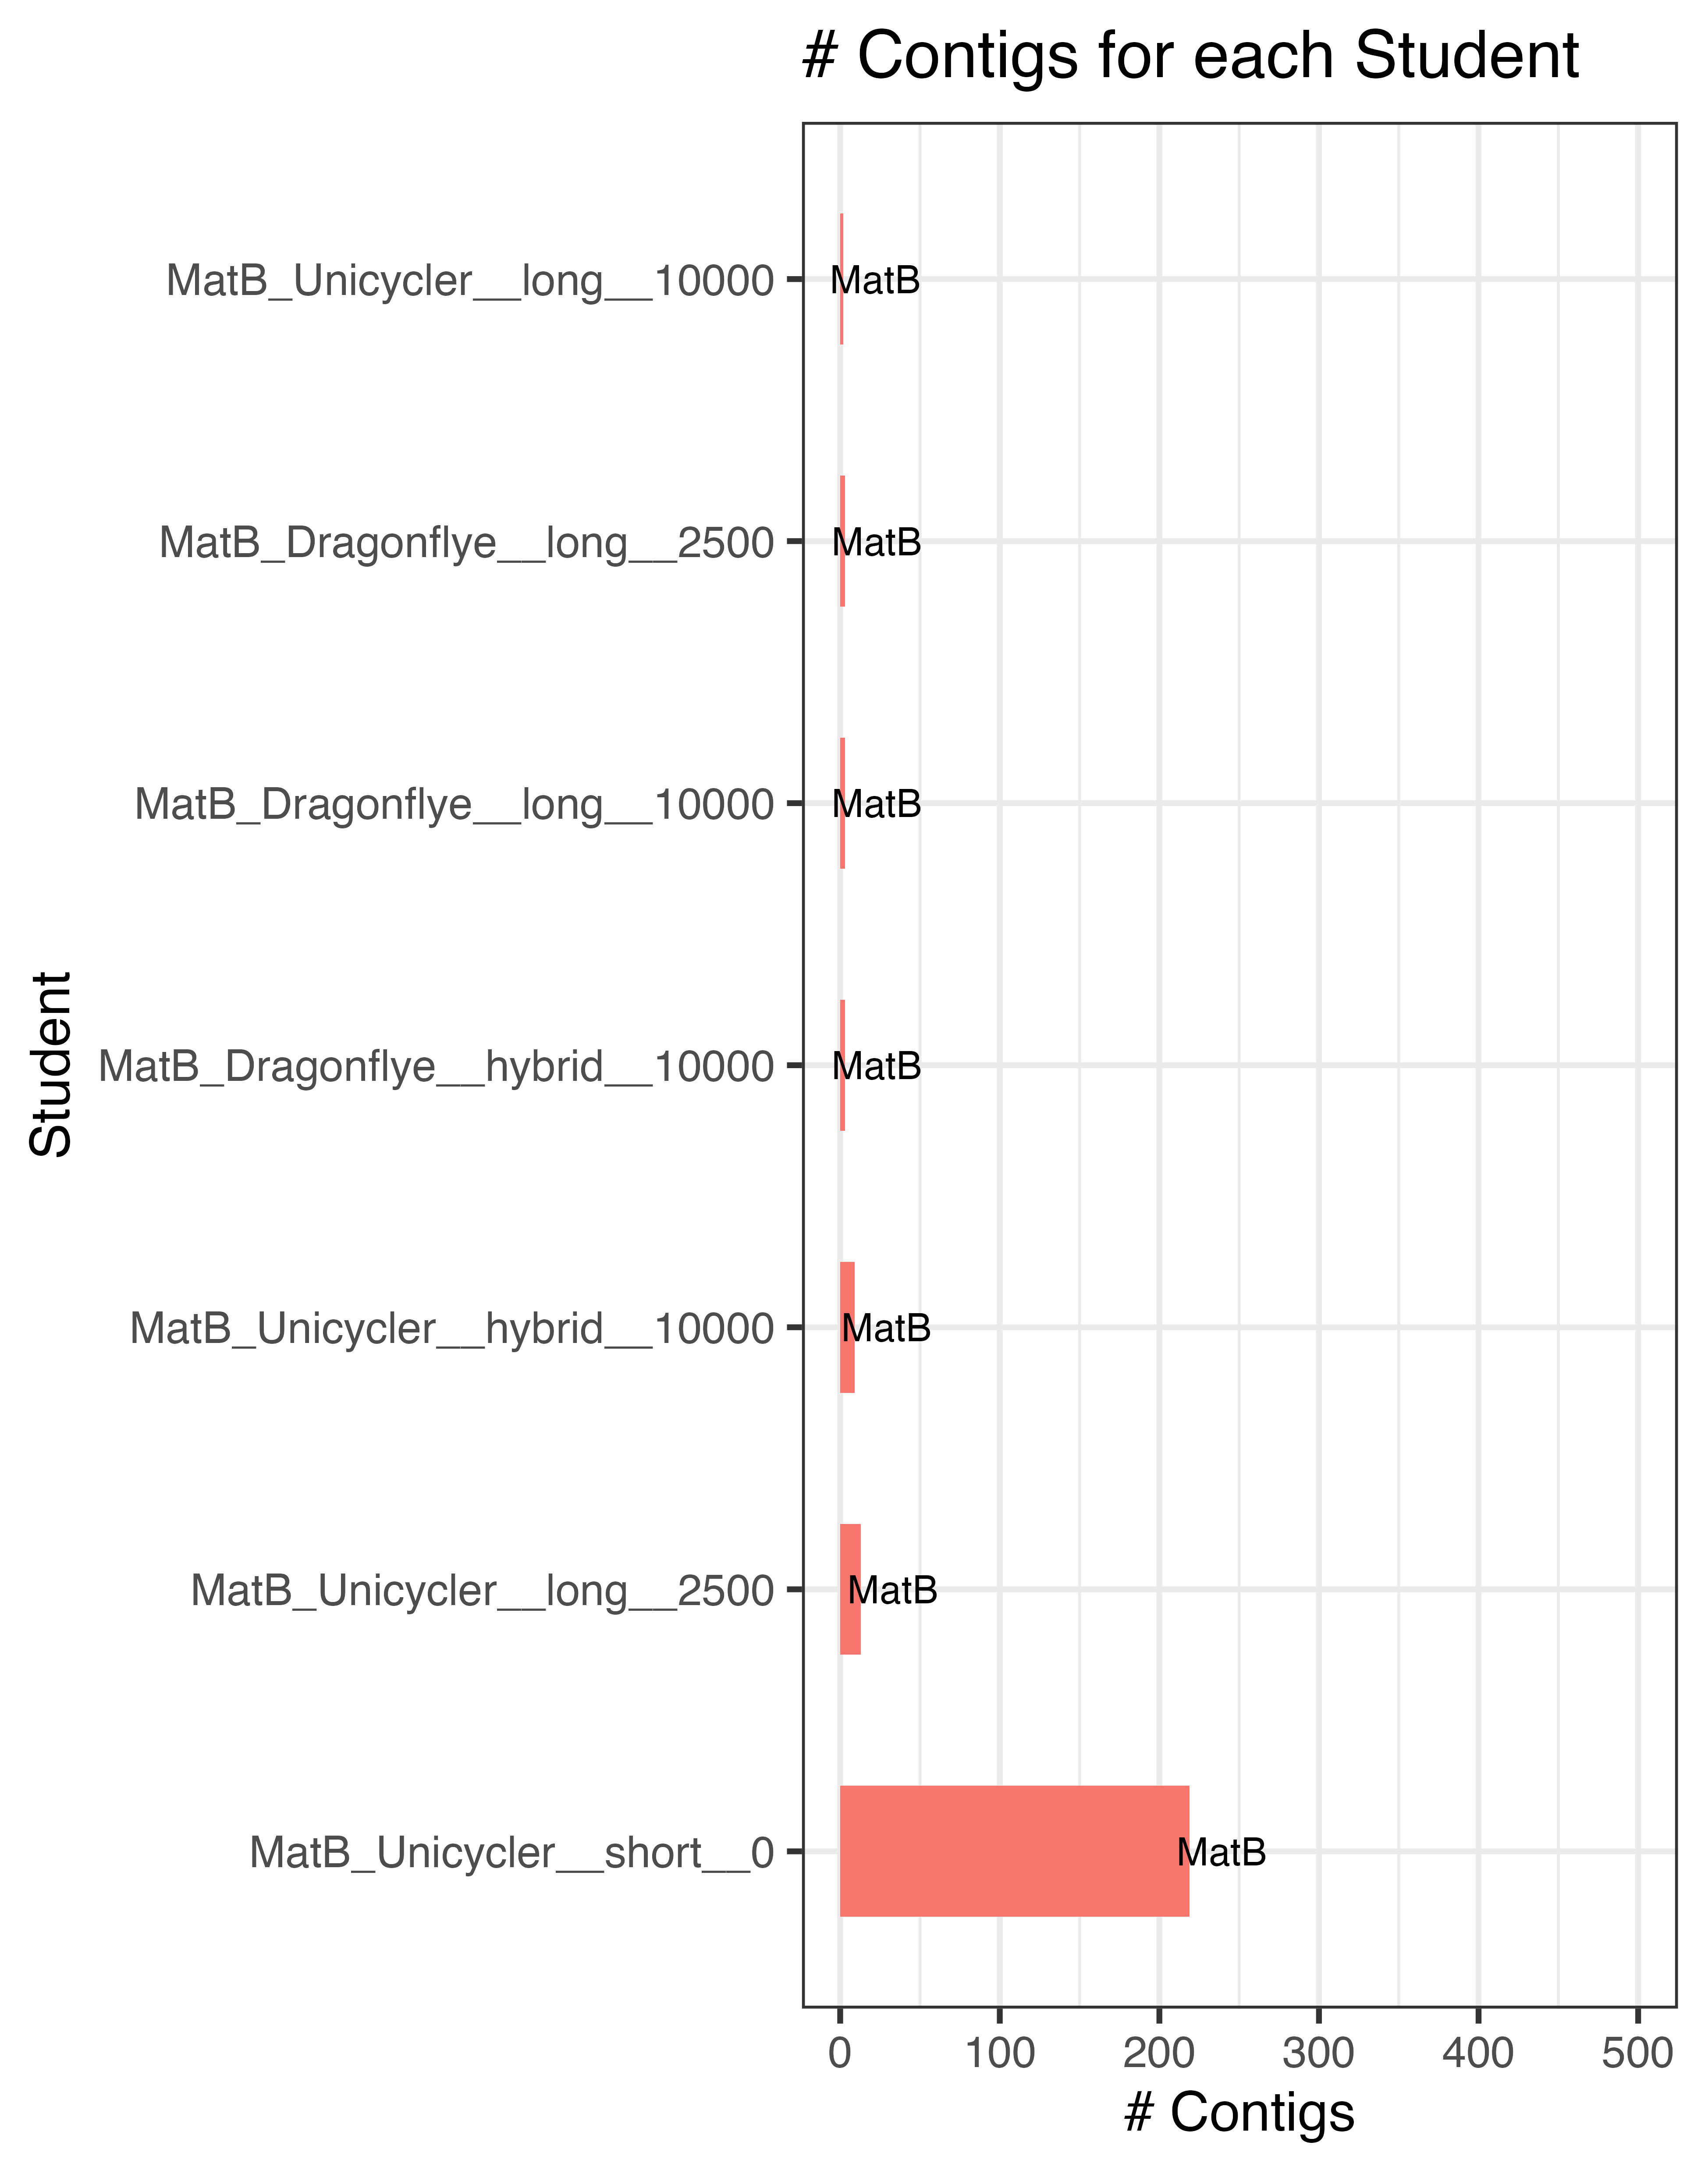 # Contigs for each Student
MatB_Unicycler__long__10000
MatB
MatB_Dragonflye__long__2500
MatB
MatB_Dragonflye__long__10000
MatB
Student
MatB_Dragonflye__hybrid__10000
MatB
MatB_Unicycler__hybrid__10000
MatB
MatB_Unicycler__long__2500
MatB
MatB_Unicycler__short__0
MatB
0 100 200 300 400 500
# Contigs